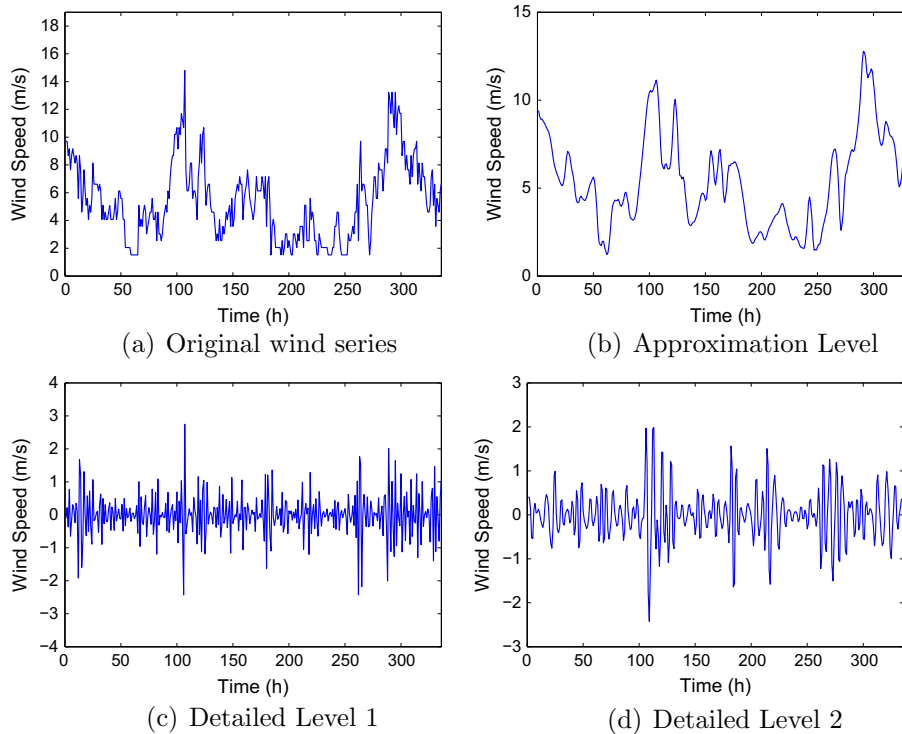 Wind Speed (m/s)
18
16
14
12
10
8
6
4
2
0
0 50 100 150 200 250 300
Time (h)
(a) Original wind series
Wind Speed (m/s)
15
10
5
0
0 50 100 150 200 250 300
Time (h)
(b) Approximation Level
Wind Speed (m/s)
4
3
2
1
0
−1
−2
−3
−4
0 50 100 150 200 250 300
Time (h)
(c) Detailed Level 1
Wind Speed (m/s)
3
2
1
0
−1
−2
−3
0 50 100 150 200 250 300
Time (h)
(d) Detailed Level 2